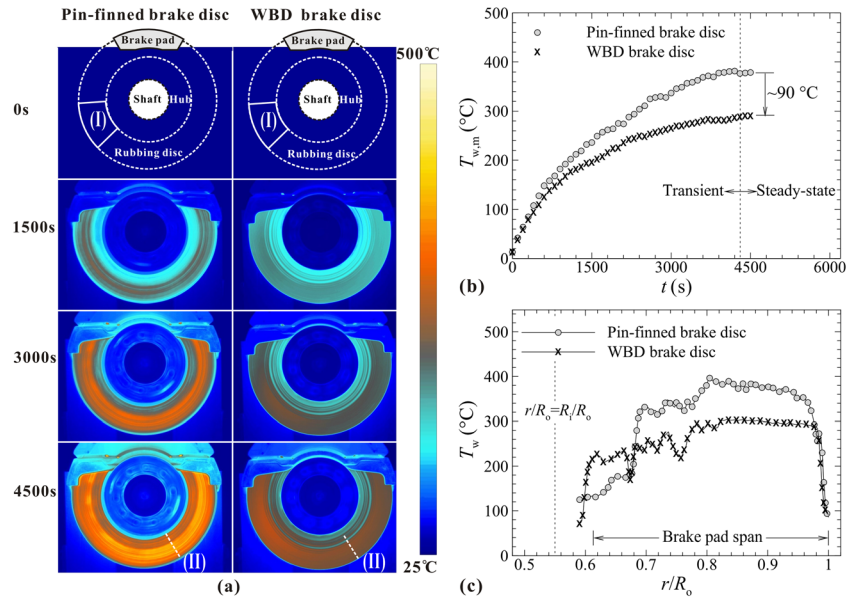 (a)
Pin-finned brake disc
WBD brake disc
Brake pad
Brake pad
500℃
0s
Shaft
Hub
Shaft
Hub
(I)
(I)
Rubbing disc
Rubbing disc
1500s
3000s
4500s
(II)
(II)
25℃
(a)
500
400
300
200
100
0
T w,m (°C)
Pin-finned brake disc
WBD brake disc
~90 °C
Transient
Steady-state
0
1500
3000
4500
6000
t (s)
(b)
500
400
300
200
100
0
T w (°C)
Pin-finned brake disc
WBD brake disc
r/Ro=Ri/Ro
Brake pad span
0.5
0.6
0.7
0.8
0.9
1
r/Ro
(c)